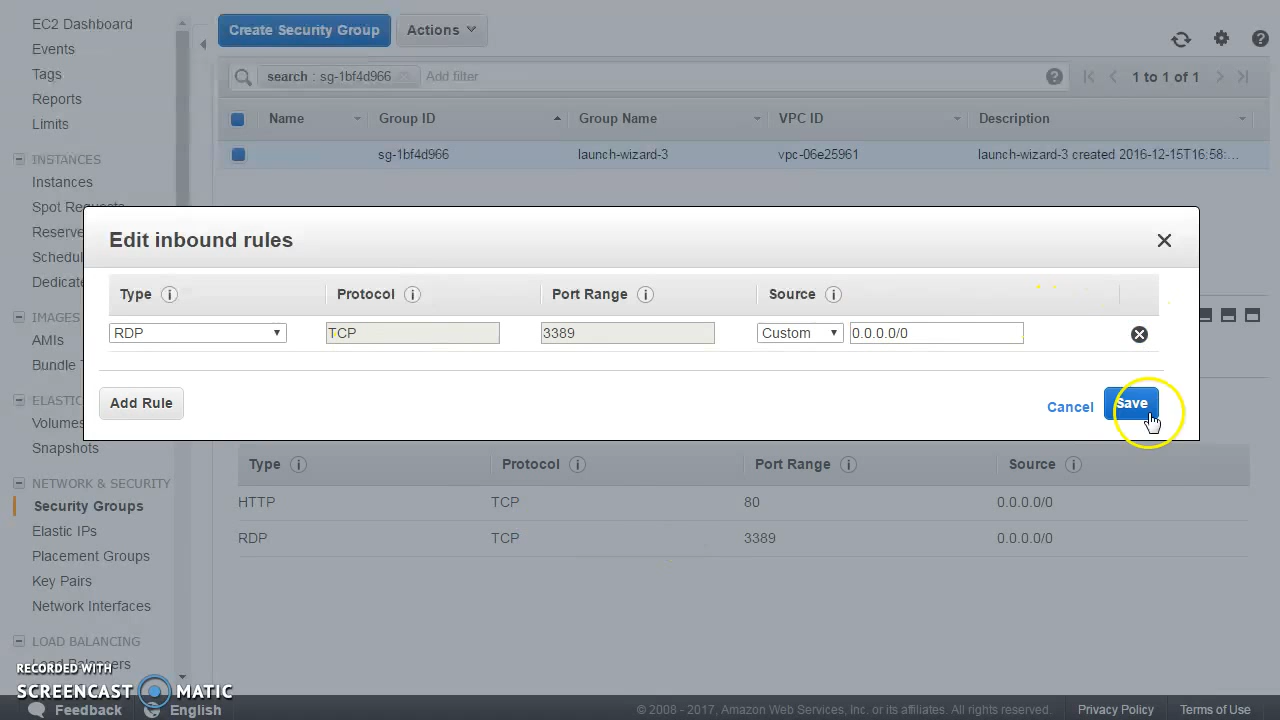 EC2 Dashboard
Events
Tags
Reports
Limits
INSTANCES
Instances
Spot Requests
Reserve
Schedul
Dedicate
IMAGES
AMIs
Bundle T
ELASTIC
Volumes
Snapshots
NETWORK & SECURITY
Security Groups
Elastic IPs
Placement Groups
Key Pairs
Network Interfaces
LOAD BALANCING
Load Balancers
Create Security Group Actions
search : sg-1bf4d966 Add filter 1 to 1 of 1
Name Group ID Group Name VPC ID Description
sg-1bf4d966 launch-wizard-3 vpc-06e25961 launch-wizard-3 created 2016-12-15T16:58:...
Edit inbound rules
Type Protocol Port Range Source
RDP TCP 3389 Custom 0.0.0.0/0
Add Rule Cancel Save
Type Protocol Port Range Source
HTTP TCP 80 0.0.0.0/0
RDP TCP 3389 0.0.0.0/0
RECORDED WITH
SCREENCAST MATIC
Feedback English © 2008 - 2017, Amazon Web Services, Inc. or its affiliates. All rights reserved. Privacy Policy Terms of Use